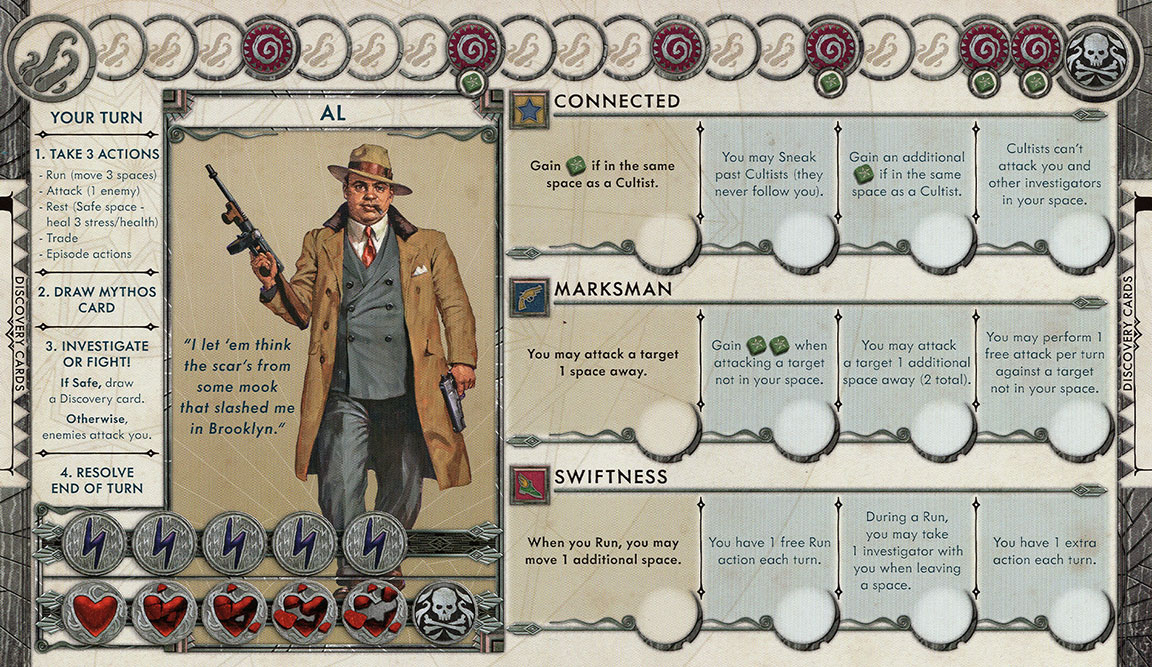 YOUR TURN
1. TAKE 3 ACTIONS
- Run (move 3 spaces)
- Attack (1 enemy)
- Rest (Safe space -
heal 3 stress/health)
- Trade
- Episode actions
2. DRAW MYTHOS
CARD
3. INVESTIGATE
OR FIGHT!
If Safe, draw
a Discovery card.
Otherwise,
enemies attack you.
4. RESOLVE
END OF TURN
DISCOVERY CARDS
AL
"I let 'em think
the scar's from
some mook
that slashed me
in Brooklyn."
CONNECTED
Gain if in the same
space as a Cultist.
You may Sneak
past Cultists (they
never follow you).
Gain an additional
if in the same
space as a Cultist.
Cultists can't
attack you and
other investigators
in your space.
MARKSMAN
You may attack a target
1 space away.
Gain when
attacking a target
not in your space.
You may attack
a target 1 additional
space away (2 total).
You may perform 1
free attack per turn
against a target
not in your space.
SWIFTNESS
When you Run, you may
move 1 additional space.
You have 1 free Run
action each turn.
During a Run,
you may take
1 investigator with
you when leaving
a space.
You have 1 extra
action each turn.
DISCOVERY CARDS